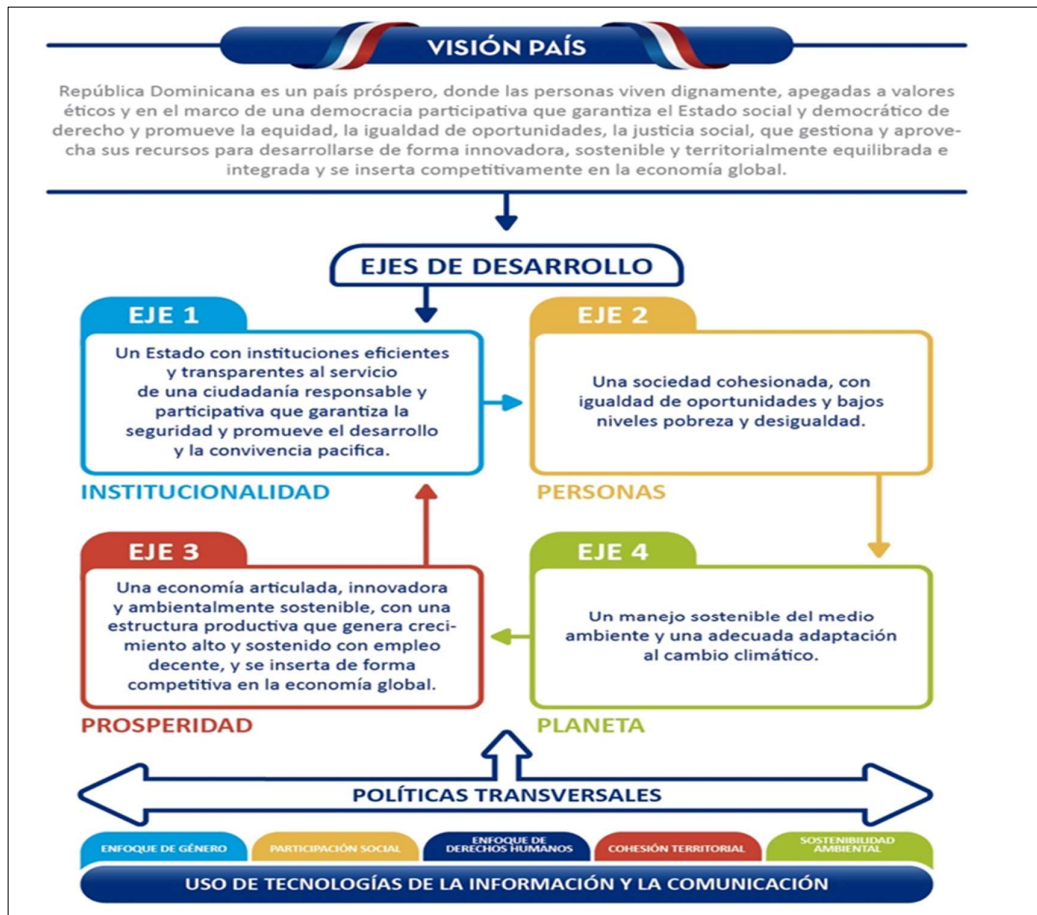 VISIÓN PAÍS
República Dominicana es un país próspero, donde las personas viven dignamente, apegadas a valores
éticos y en el marco de una democracia participativa que garantiza el Estado social y democrático de
derecho y promueve la equidad, la igualdad de oportunidades, la justicia social, que gestiona y aprove-
cha sus recursos para desarrollarse de forma innovadora, sostenible y territorialmente equilibrada e
integrada y se inserta competitivamente en la economía global.
EJES DE DESARROLLO
EJE 1
Un Estado con instituciones eficientes
y transparentes al servicio
de una ciudadanía responsable y
participativa que garantiza la
seguridad y promueve el desarrollo
y la convivencia pacifica.
INSTITUCIONALIDAD
EJE 2
Una sociedad cohesionada, con
igualdad de oportunidades y bajos
niveles pobreza y desigualdad.
PERSONAS
EJE 3
Una economía articulada, innovadora
y ambientalmente sostenible, con una
estructura productiva que genera creci-
miento alto y sostenido con empleo
decente, y se inserta de forma
competitiva en la economía global.
PROSPERIDAD
EJE 4
Un manejo sostenible del medio
ambiente y una adecuada adaptación
al cambio climático.
PLANETA
POLÍTICAS TRANSVERSALES
ENFOQUE DE GÉNERO
PARTICIPACIÓN SOCIAL
ENFOQUE DE
DERECHOS HUMANOS
COHESIÓN TERRITORIAL
SOSTENIBILIDAD
AMBIENTAL
USO DE TECNOLOGÍAS DE LA INFORMACIÓN Y LA COMUNICACIÓN